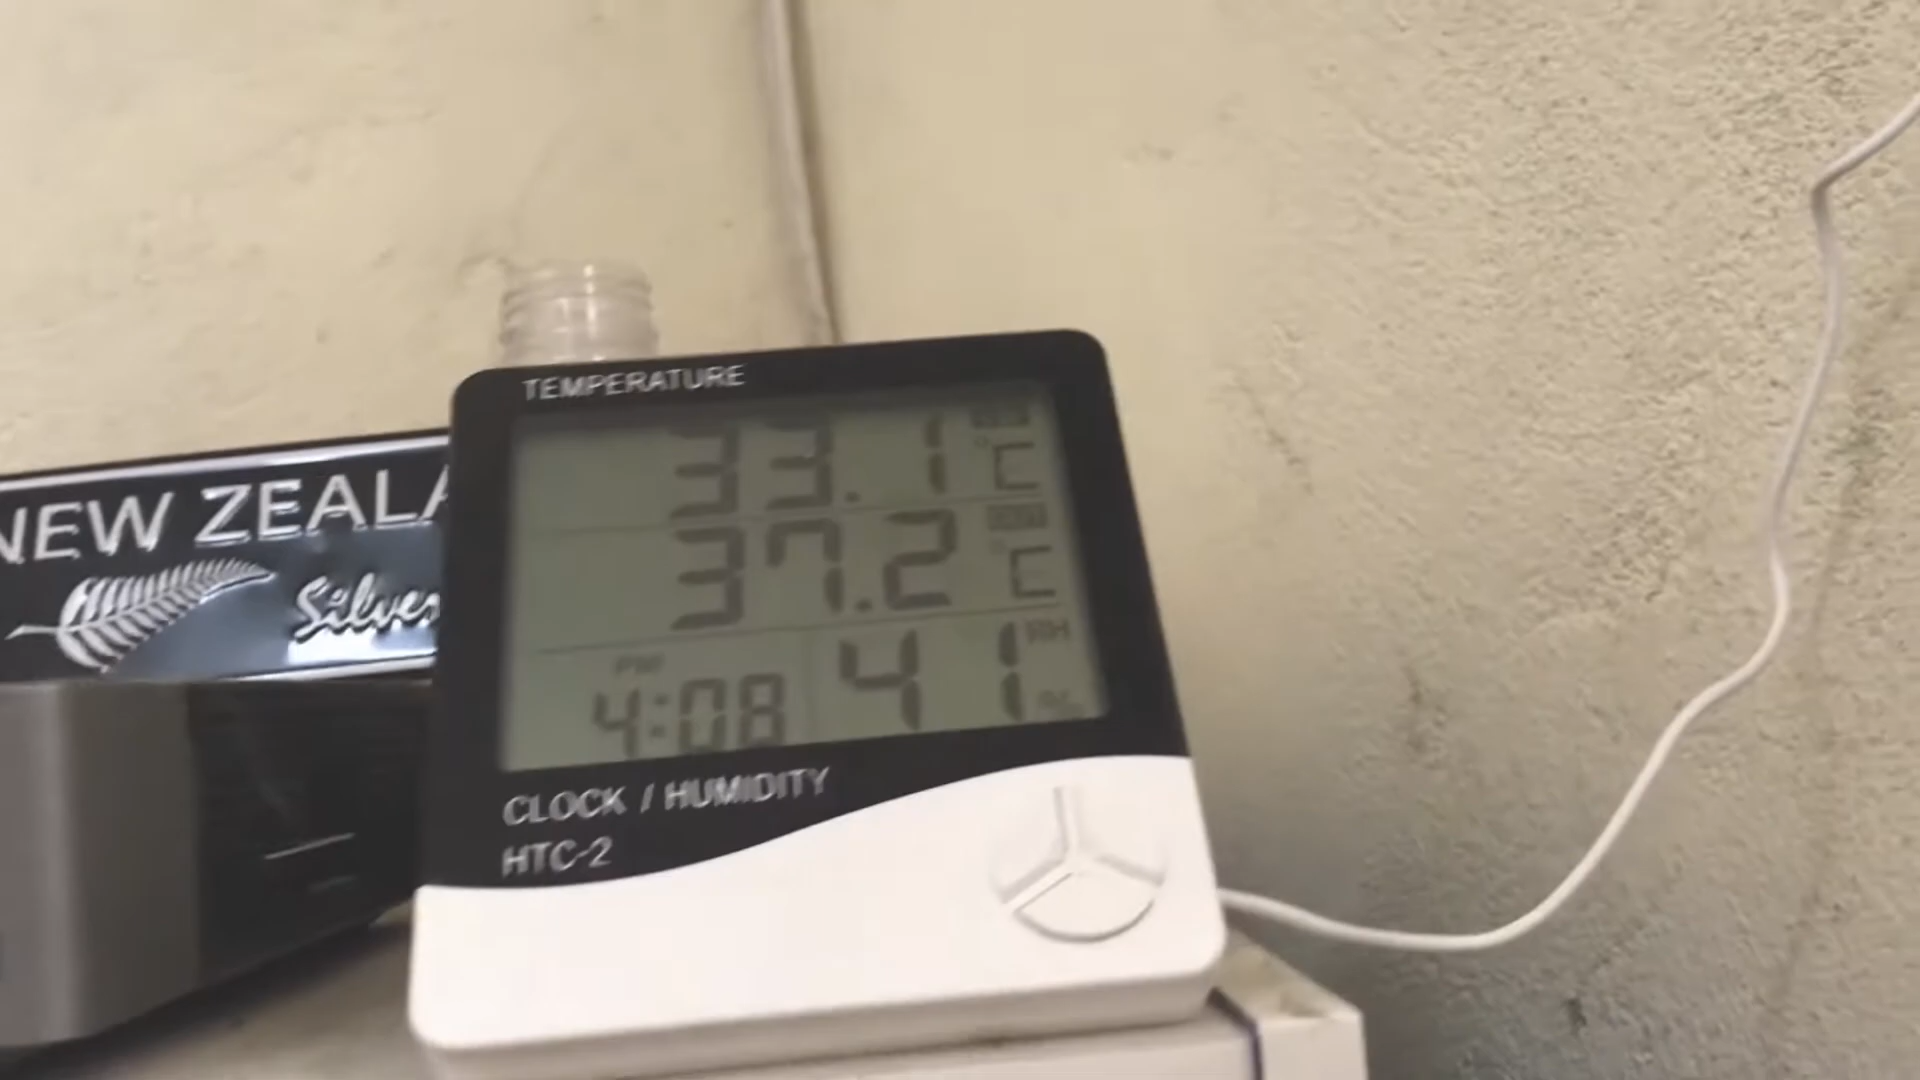 TEMPERATURE
33.1 °C
37.2 °C
PM 4:08
41 RH %
CLOCK / HUMIDITY
HTC-2
NEW ZEALA
Silver